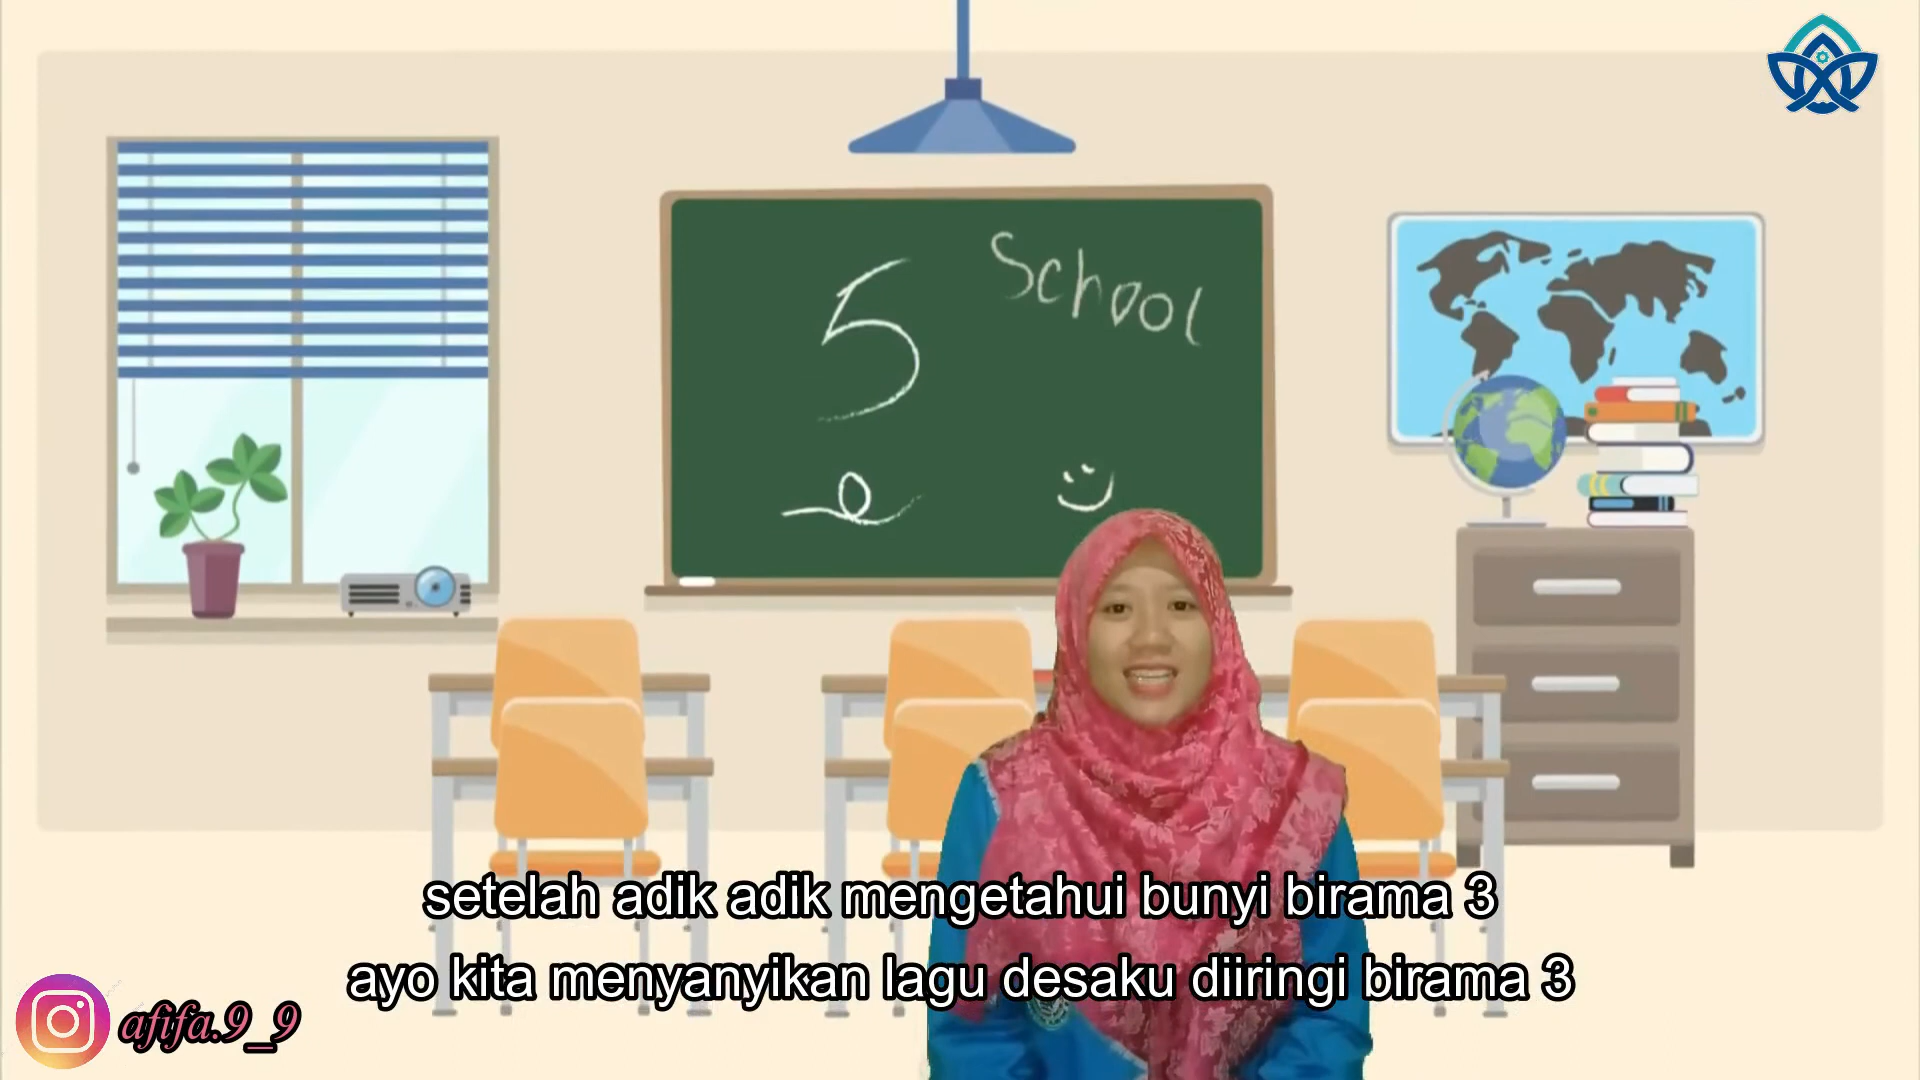 5
School
setelah adik adik mengetahui bunyi birama 3
ayo kita menyanyikan lagu desaku diiringi birama 3
afifa.9_9